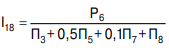 I18 = P6 / (П3 + 0,5П5 + 0,1П7 + П8)